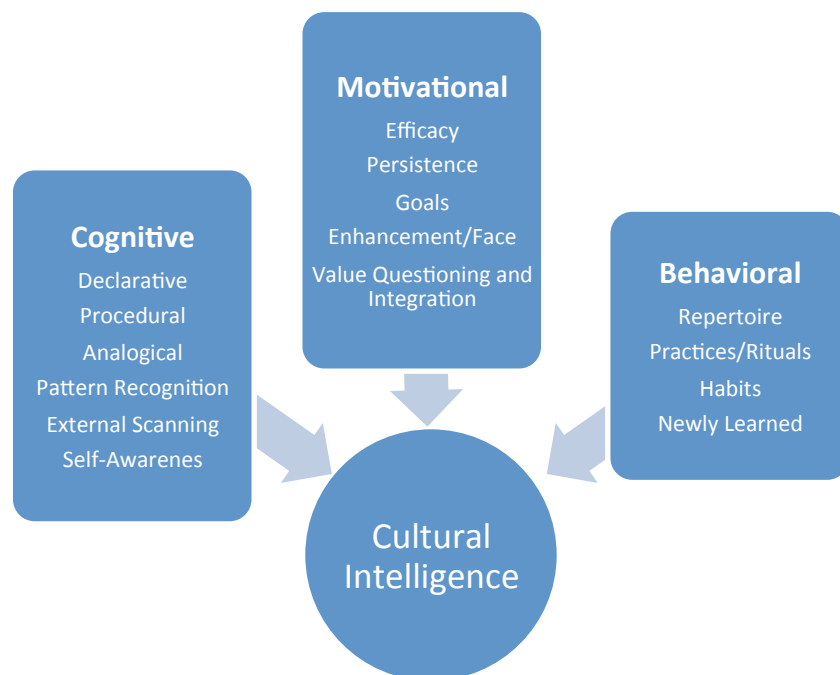 Motivational
Efficacy
Persistence
Goals
Enhancement/Face
Value Questioning and
Integration
Cognitive
Declarative
Procedural
Analogical
Pattern Recognition
External Scanning
Self-Awarenes
Behavioral
Repertoire
Practices/Rituals
Habits
Newly Learned
Cultural
Intelligence